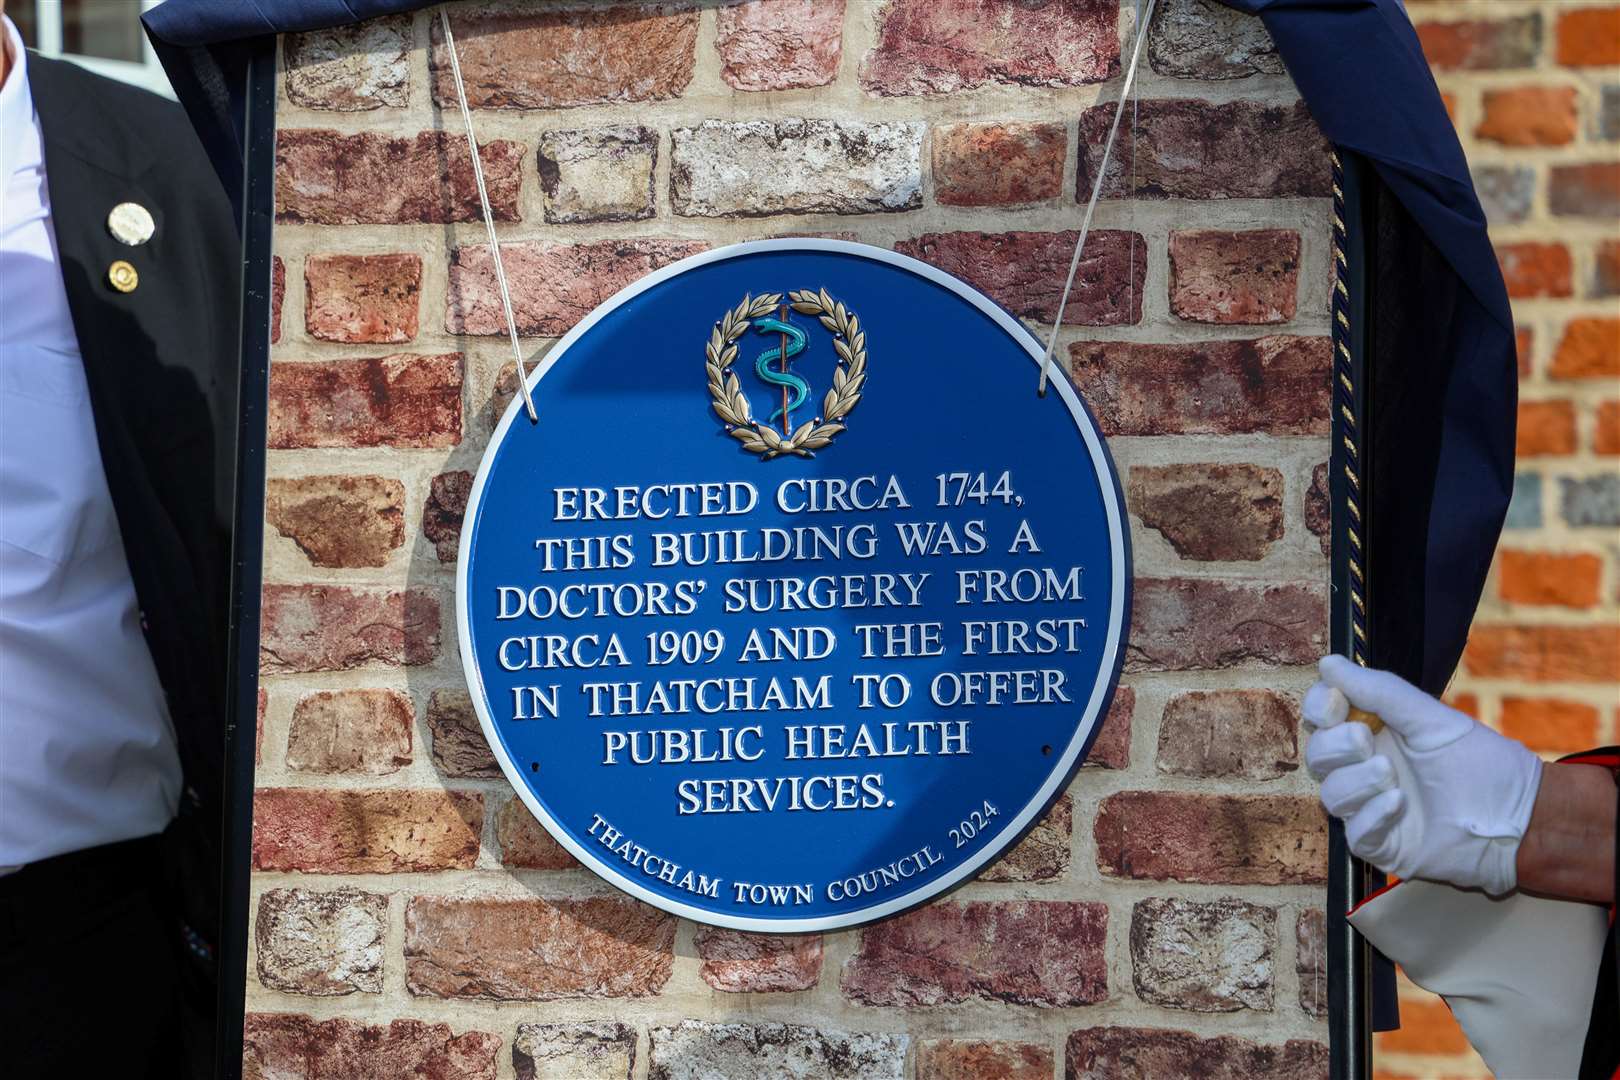 ERECTED CIRCA 1744,
THIS BUILDING WAS A
DOCTORS' SURGERY FROM
CIRCA 1909 AND THE FIRST
IN THATCHAM TO OFFER
PUBLIC HEALTH
SERVICES.
THATCHAM TOWN COUNCIL 2024